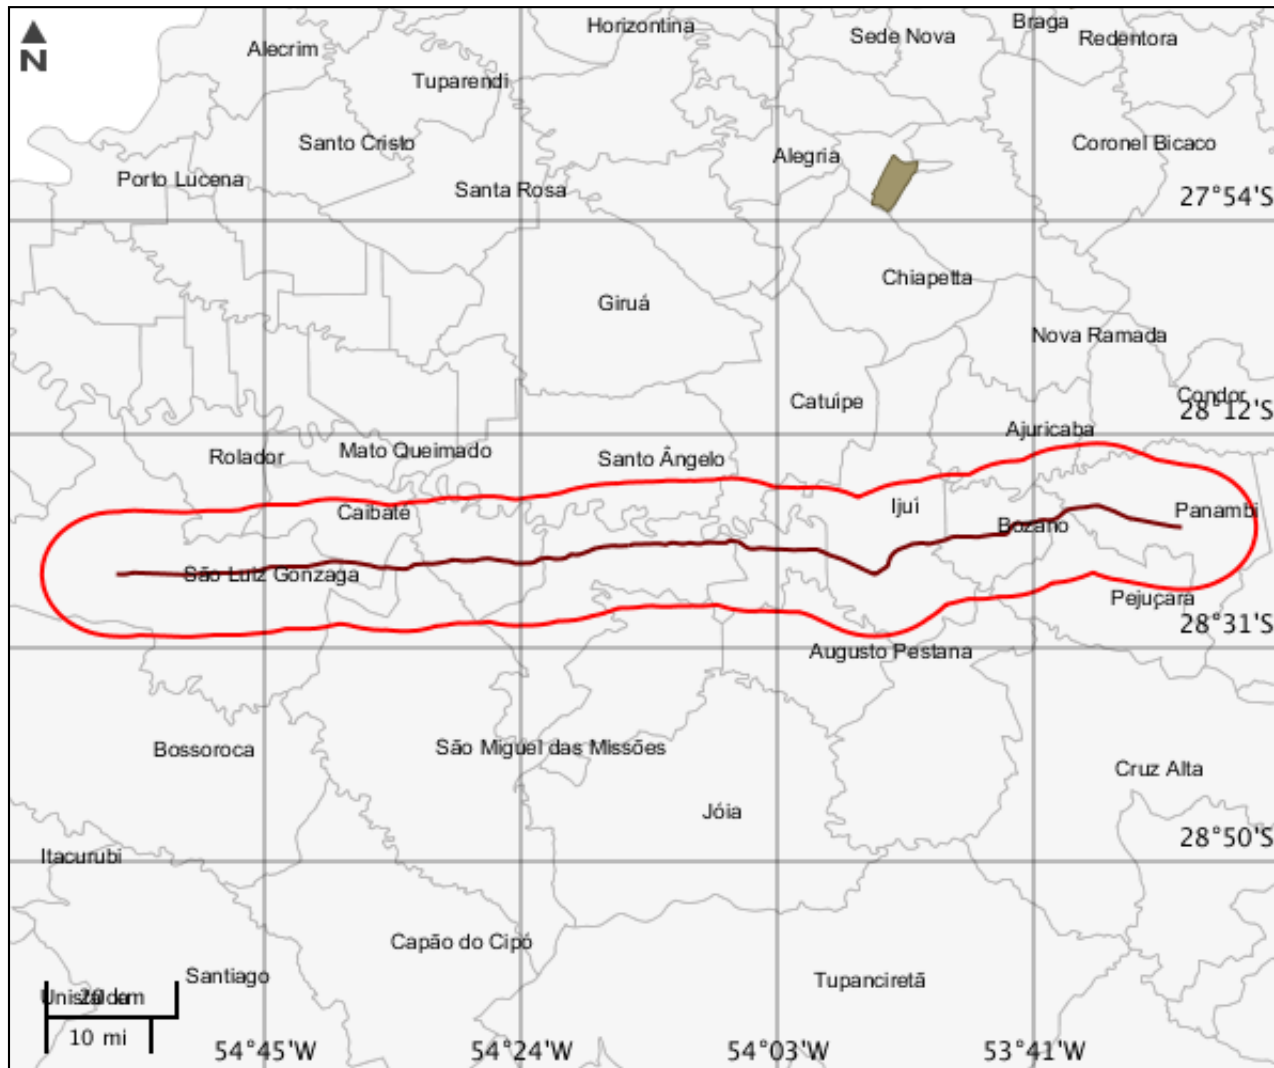 N
Alecrim
Horizontina
Sede Nova
Braga
Redentora
Tuparendi
Santo Cristo
Alegria
Coronel Bicaco
Porto Lucena
Santa Rosa
27°54'S
Chiapetta
Giruá
Nova Ramada
Catuípe
Condor
28°12'S
Ajuricaba
Rolador
Mato Queimado
Santo Ângelo
Caibaté
Ijuí
Bozano
Panambi
São Luiz Gonzaga
Pejuçara
28°31'S
Augusto Pestana
Bossoroca
São Miguel das Missões
Cruz Alta
Jóia
28°50'S
Itacurubi
Capão do Cipó
Santiago
Tupanciretã
Unistalda
20 km
10 mi
54°45'W
54°24'W
54°03'W
53°41'W